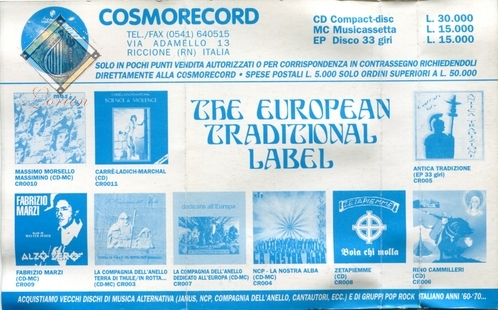 COSMORECORD
TEL./FAX (0541) 640515
VIA ADAMELLO 13
RICCIONE (RN) ITALIA
CD Compact-disc L. 30.000
MC Musicassetta L. 15.000
EP Disco 33 giri L. 15.000
SOLO IN POCHI PUNTI VENDITA AUTORIZZATI O PER CORRISPONDENZA IN CONTRASSEGNO RICHIEDENDOLI
DIRETTAMENTE ALLA COSMORECORD • SPESE POSTALI L. 5.000 SOLO ORDINI SUPERIORI A L. 50.000
THE EUROPEAN
TRADITIONAL
LABEL
MASSIMO MORSELLO
MASSIMINO (CD-MC)
CR0010
CARRÉ-LADICH-MARCHAL
(CD)
CR0011
ANTICA TRADIZIONE
(EP 33 giri)
CR005
FABRIZIO
MARZI
ALZO ZERO
dedicato all'Europa
ZETAPIEMME
Boia chi molla
FABRIZIO MARZI
(CD-MC)
CR009
LA COMPAGNIA DELL'ANELLO
TERRA DI THULE/IN ROTTA...
(CD-MC) CR003
LA COMPAGNIA DELL'ANELLO
DEDICATO ALL'EUROPA (CD-MC)
CR007
NCP - LA NOSTRA ALBA
(CD-MC)
CR004
ZETAPIEMME
(CD)
CR008
RENO CAMMILLERI
(CD)
ACQUISTIAMO VECCHI DISCHI DI MUSICA ALTERNATIVA (JANUS, NCP, COMPAGNIA DELL'ANELLO, CANTAUTORI, ECC.) E DI GRUPPI POP ROCK ITALIANO ANNI '60-'70...